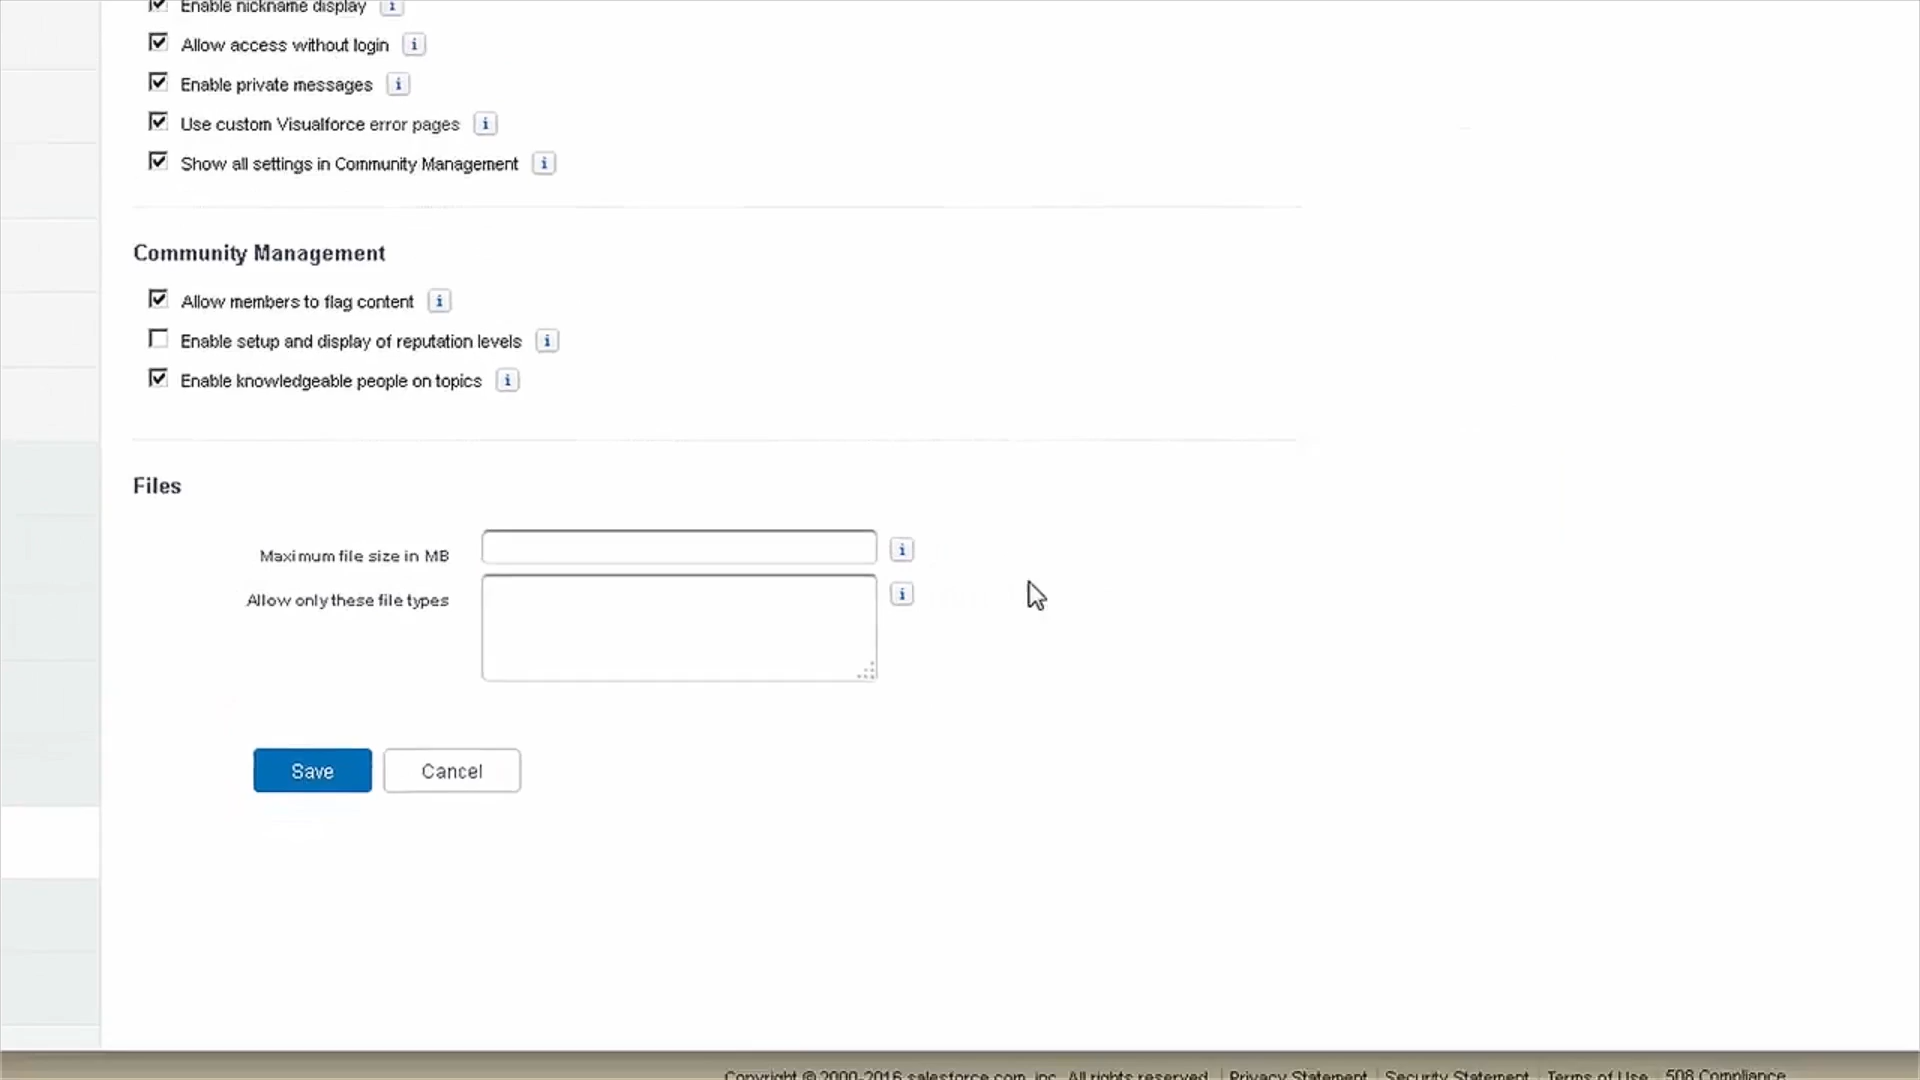 Enable nickname display i
Allow access without login i
Enable private messages i
Use custom Visualforce error pages i
Show all settings in Community Management i
Community Management
Allow members to flag content i
Enable setup and display of reputation levels i
Enable knowledgeable people on topics i
Files
Maximum file size in MB i
Allow only these file types i
Save Cancel
Copyright © 2000-2016 salesforce.com, inc. All rights reserved. | Privacy Statement | Security Statement | Terms of Use | 508 Compliance